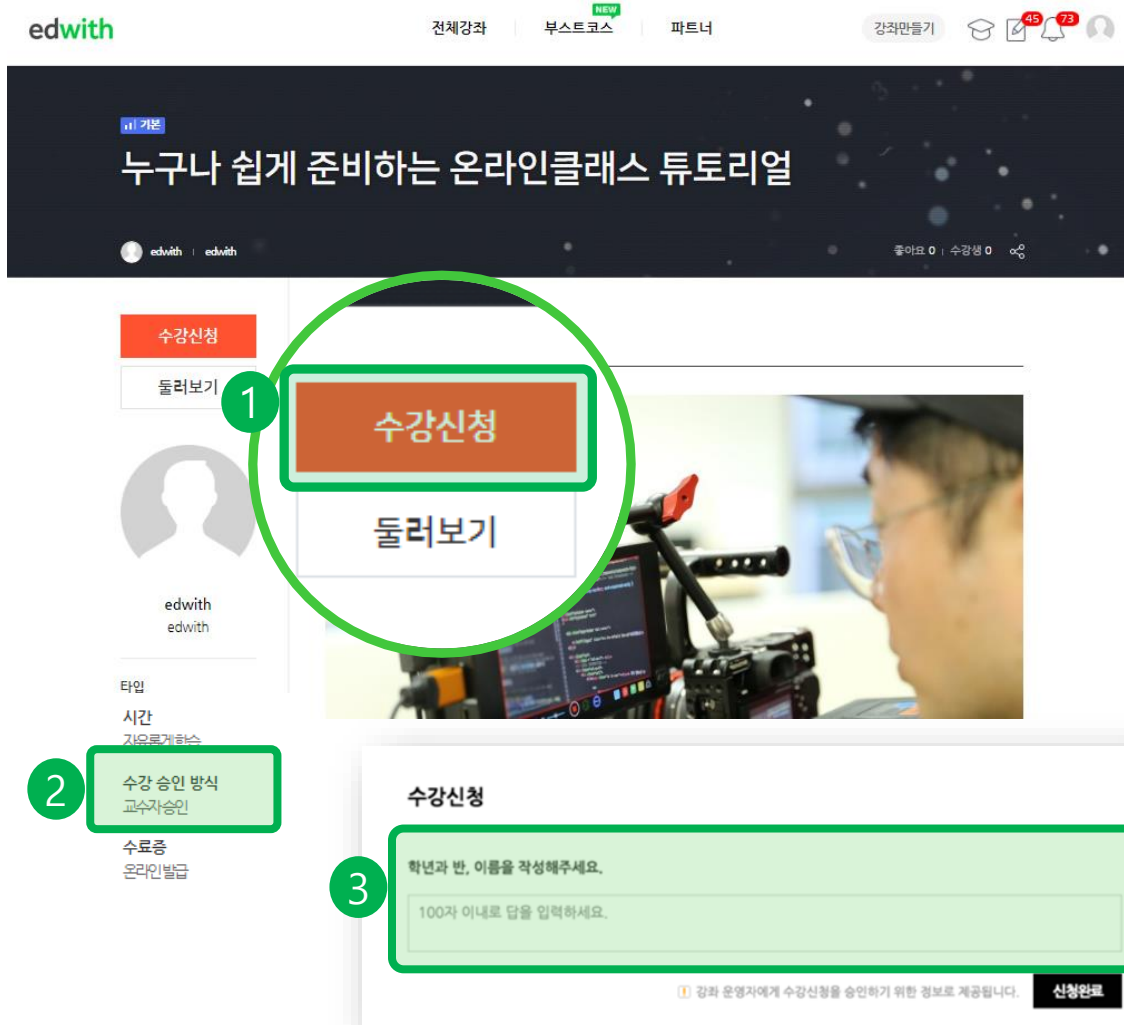 edwith
전체강좌
NEW
부스트코스
파트너
강좌만들기
45
73
기본
누구나 쉽게 준비하는 온라인클래스 튜토리얼
edwith | edwith
좋아요 0 | 수강생 0
수강신청
둘러보기
1
수강신청
둘러보기
edwith
edwith
타입
시간
자유롭게 학습
2
수강 승인 방식
교수자 승인
수료증
온라인 발급
수강신청
3
학년과 반, 이름을 작성해주세요.
100자 이내로 답을 입력하세요.
강좌 운영자에게 수강신청을 승인하기 위한 정보로 제공됩니다.
신청완료